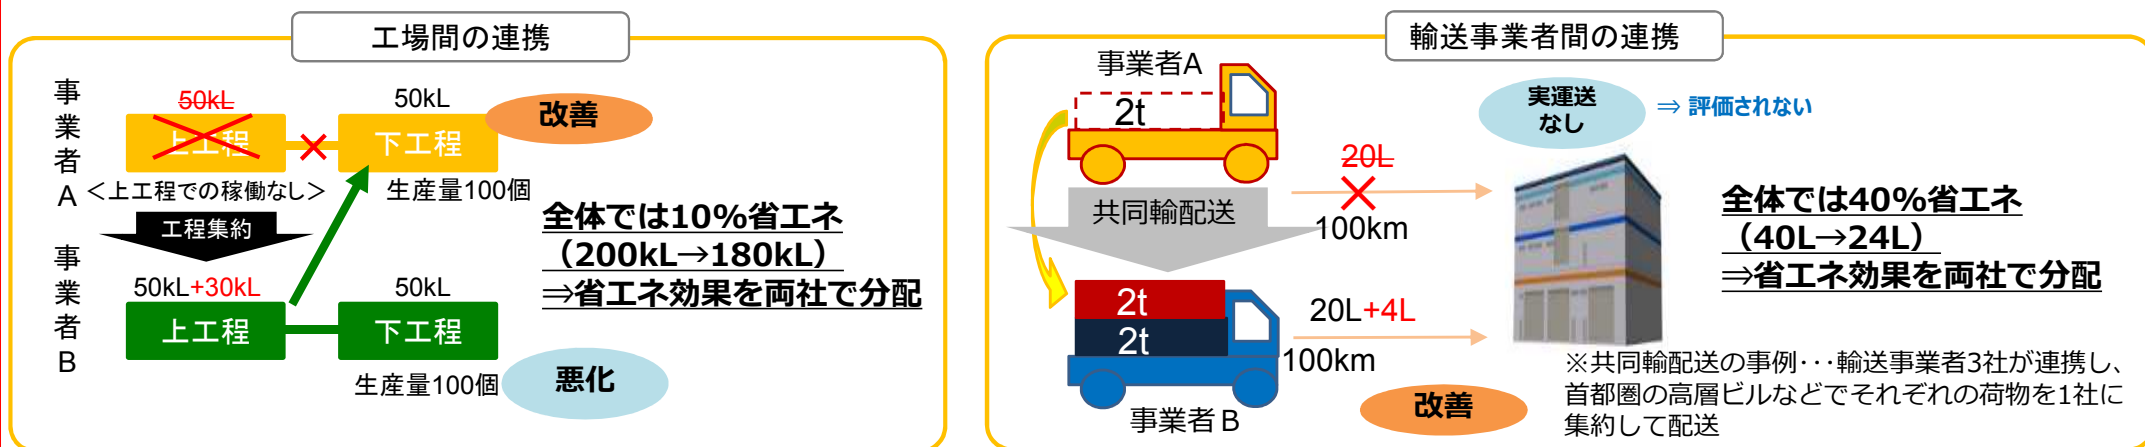 工場間の連携
事業者A
50kL
上工程
50kL
下工程
改善
＜上工程での稼働なし＞
生産量100個
工程集約
事業者B
50kL+30kL
上工程
50kL
下工程
生産量100個
悪化
全体では10%省エネ
（200kL→180kL）
⇒省エネ効果を両社で分配
輸送事業者間の連携
事業者A
2t
20L
100km
共同輸配送
実運送
なし
⇒ 評価されない
2t
2t
20L+4L
100km
事業者B
改善
全体では40%省エネ
（40L→24L）
⇒省エネ効果を両社で分配
※共同輸配送の事例･･･輸送事業者3社が連携し、
首都圏の高層ビルなどでそれぞれの荷物を1社に
集約して配送